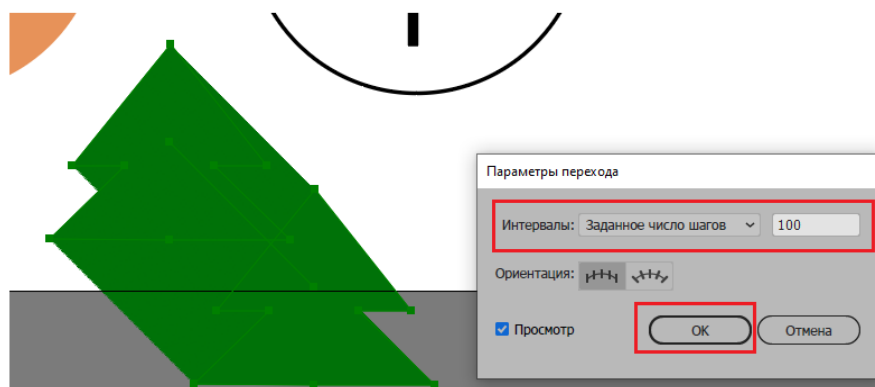 Параметры перехода
Интервалы: Заданное число шагов 100
Ориентация:
Просмотр OK Отмена